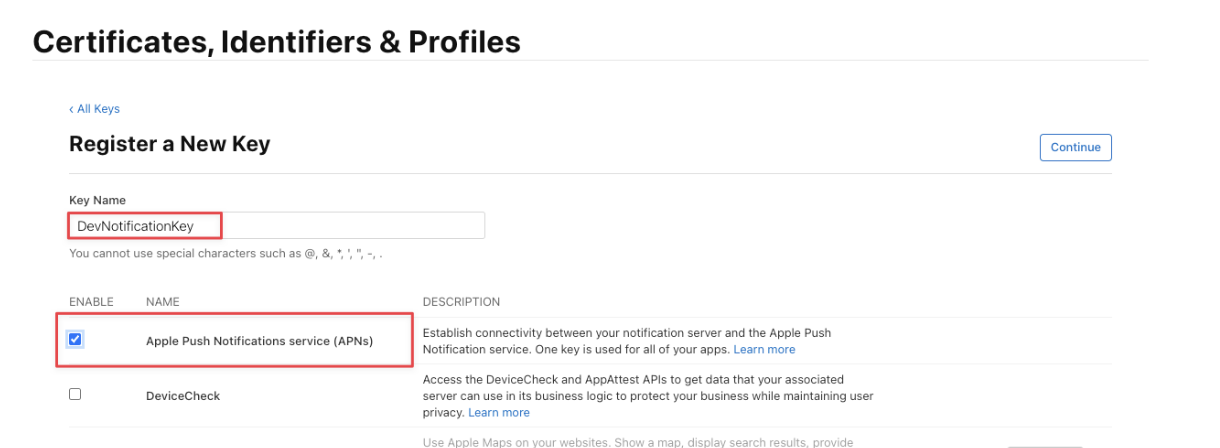 Certificates, Identifiers & Profiles
‹ All Keys
Register a New Key
Continue
Key Name
DevNotificationKey
You cannot use special characters such as @, &, *, ', ", -, .
ENABLE NAME DESCRIPTION
Apple Push Notifications service (APNs)
Establish connectivity between your notification server and the Apple Push
Notification service. One key is used for all of your apps. Learn more
DeviceCheck
Access the DeviceCheck and AppAttest APIs to get data that your associated
server can use in its business logic to protect your business while maintaining user
privacy. Learn more
Use Apple Maps on your websites. Show a map, display search results, provide